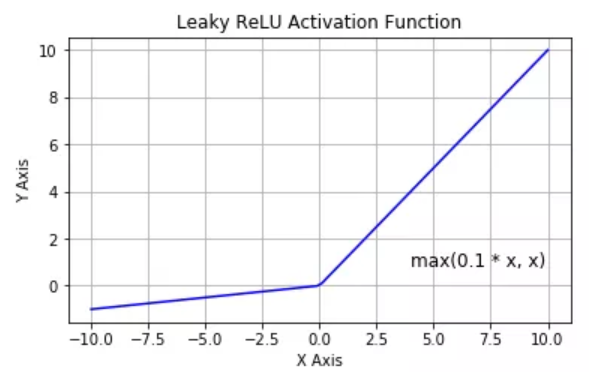 Leaky ReLU Activation Function
10
8
6
4
2
0
Y Axis
max(0.1 * x, x)
−10.0 −7.5 −5.0 −2.5 0.0 2.5 5.0 7.5 10.0
X Axis